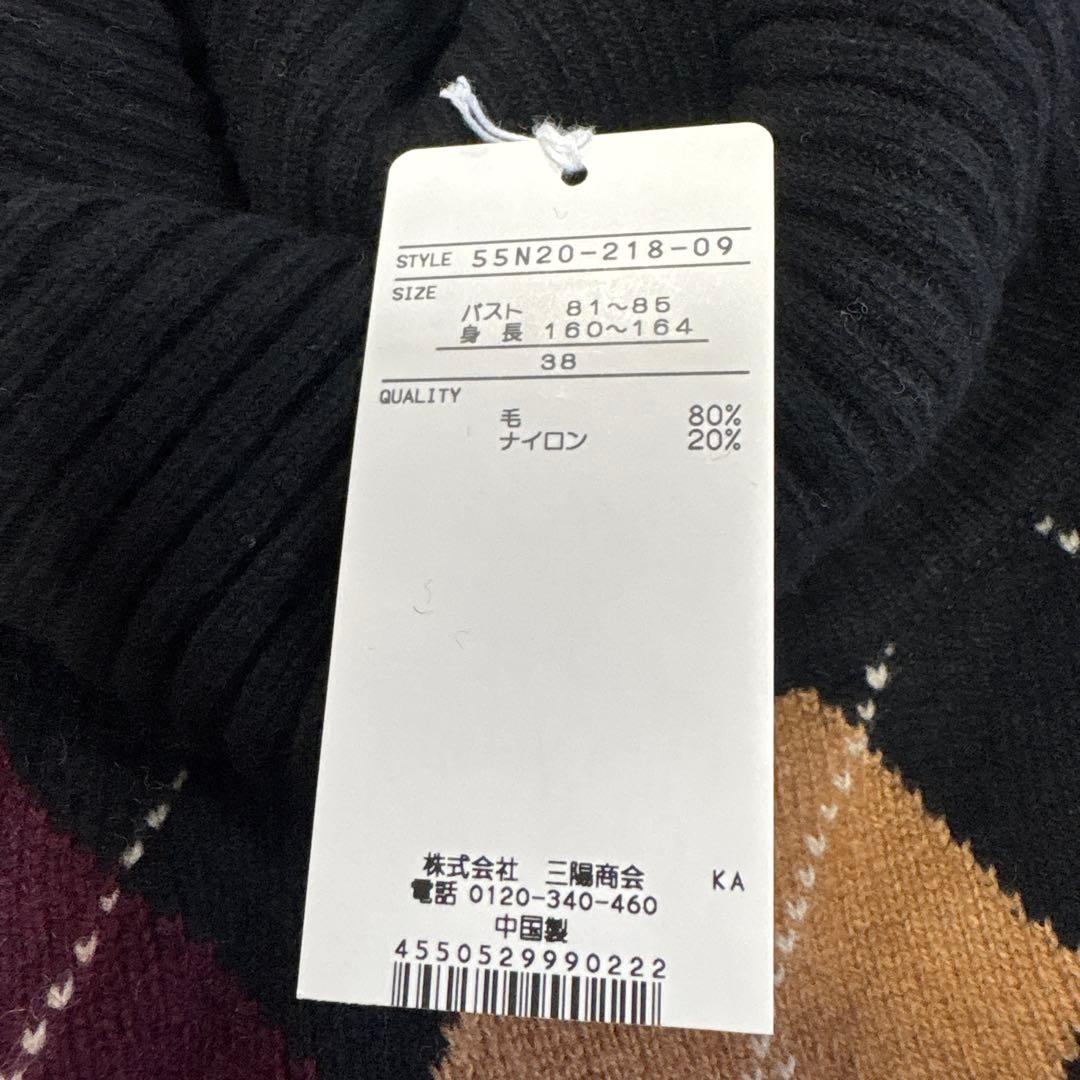 STYLE 55N20-218-09
SIZE
バスト 81〜85
身 長 160〜164
38
QUALITY
毛 80%
ナイロン 20%
株式会社 三陽商会 KA
電話 0120-340-460
中国製
4550529990222